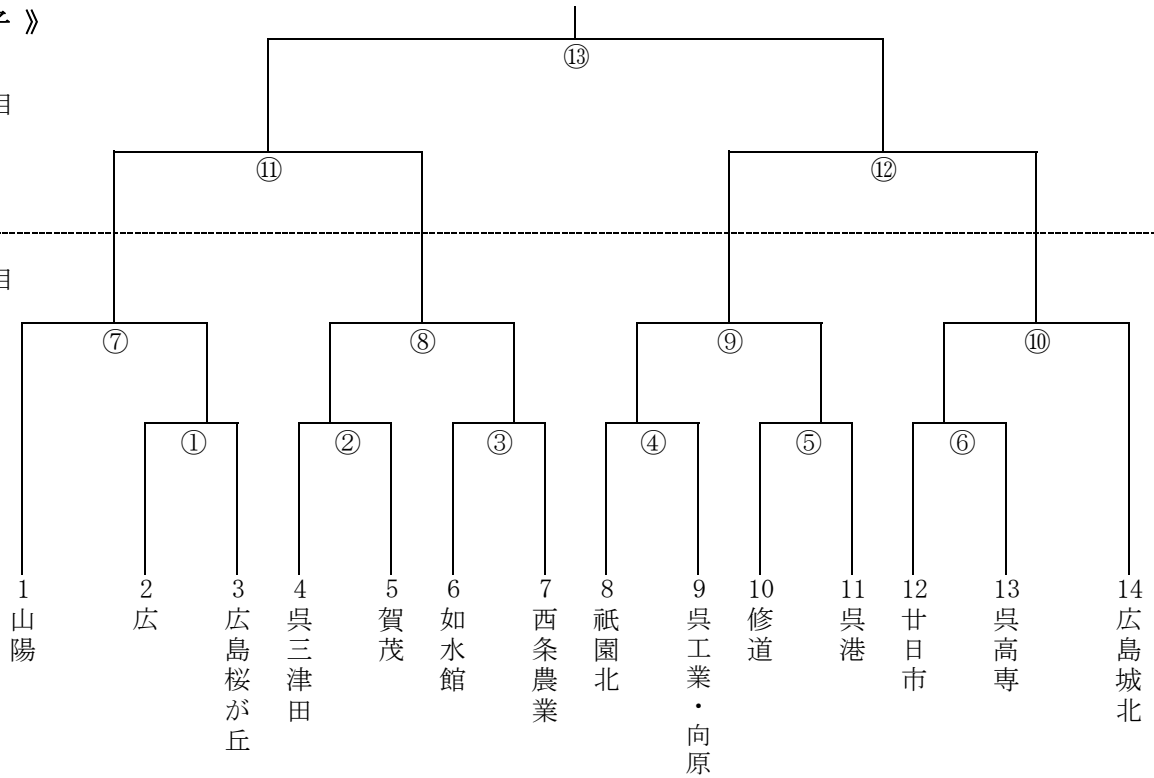 子 》
⑬
目
⑪ ⑫
目
⑦ ⑧ ⑨ ⑩
① ② ③ ④ ⑤ ⑥
1 2 3 4 5 6 7 8 9 10 11 12 13 14
山陽
広
広島桜が丘
呉三津田
賀茂
如水館
西条農業
祇園北
呉工業・向原
修道
呉港
廿日市
呉高専
広島城北